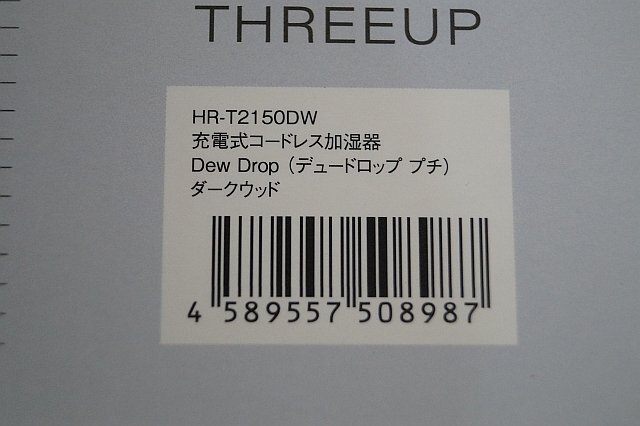 THREEUP
HR-T2150DW
充電式コードレス加湿器
Dew Drop（デュードロップ プチ）
ダークウッド
4 589557 508987